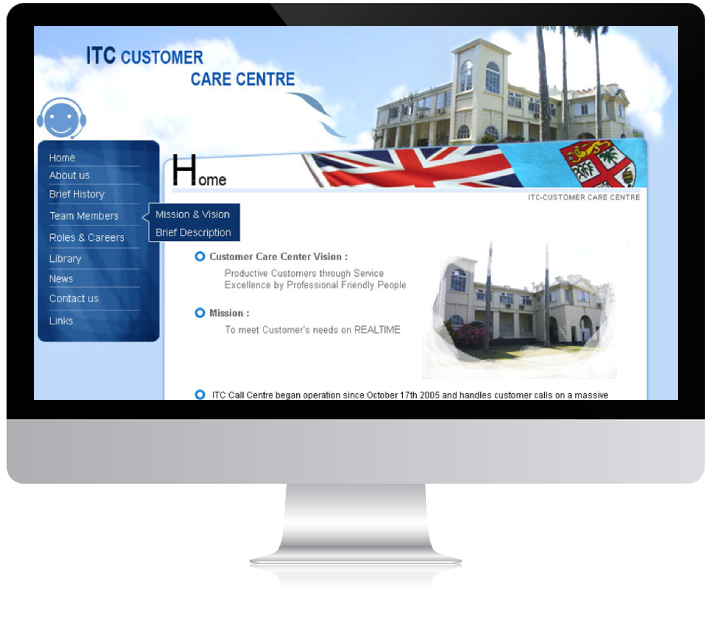 ITC CUSTOMER
CARE CENTRE
Home
About us
Brief History
Team Members
Roles & Careers
Library
News
Contact us
Links
Mission & Vision
Brief Description
Home
ITC-CUSTOMER CARE CENTRE
Customer Care Center Vision :
Productive Customers through Service
Excellence by Professional Friendly People
Mission :
To meet Customer's needs on REALTIME
ITC Call Centre began operation since October 17th 2005 and handles customer calls on a massive